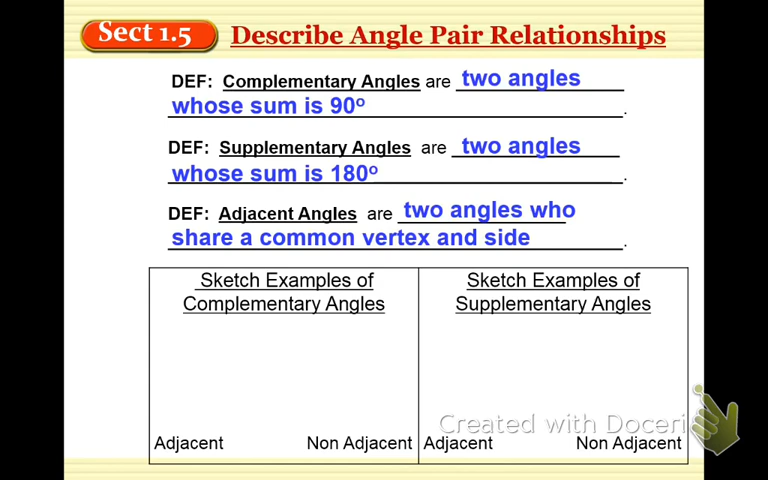 Sect 1.5 Describe Angle Pair Relationships
DEF: Complementary Angles are two angles
whose sum is 90°.
DEF: Supplementary Angles are two angles
whose sum is 180°.
DEF: Adjacent Angles are two angles who
share a common vertex and side.
Sketch Examples of
Complementary Angles
Adjacent Non Adjacent
Sketch Examples of
Supplementary Angles
Created with Doceri
Adjacent Non Adjacent